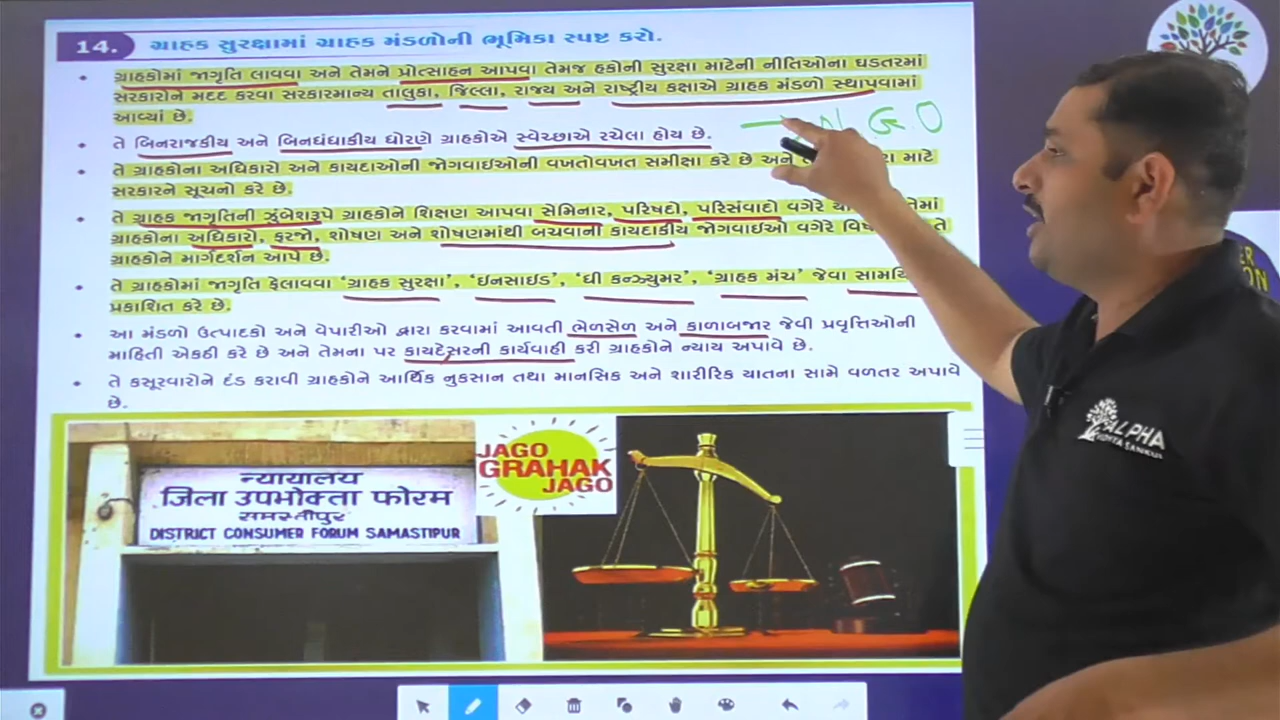 14. ગ્રાહક સુરક્ષામાં ગ્રાહક મંડળોની ભૂમિકા સ્પષ્ટ કરો.
• ગ્રાહકોમાં જાગૃતિ લાવવા અને તેમને પ્રોત્સાહન આપવા તેમજ હકોની સુરક્ષા માટેની નીતિઓના ઘડતરમાં
સરકારોને મદદ કરવા સરકારમાન્ય તાલુકા, જિલ્લા, રાજ્ય અને રાષ્ટ્રીય કક્ષાએ ગ્રાહક મંડળો સ્થાપવામાં
આવ્યાં છે.
N G O
• તે બિનરાજકીય અને બિનધંધાકીય ધોરણે ગ્રાહકોએ સ્વેચ્છાએ રચેલા હોય છે.
• તે ગ્રાહકોના અધિકારો અને કાયદાઓની જોગવાઈઓની વખતોવખત સમીક્ષા કરે છે અને માટે
સરકારને સૂચનો કરે છે.
• તે ગ્રાહક જાગૃતિની ઝુંબેશરૂપે ગ્રાહકોને શિક્ષણ આપવા સેમિનાર, પરિષદો, પરિસંવાદો વગેરે તેમાં
ગ્રાહકોના અધિકારો, ફરજો, શોષણ અને શોષણમાંથી બચવાની કાયદાકીય જોગવાઈઓ વગેરે તે
ગ્રાહકોને માર્ગદર્શન આપે છે.
• તે ગ્રાહકોમાં જાગૃતિ ફેલાવવા ‘ગ્રાહક સુરક્ષા’, ‘ઇનસાઇડ’, ‘ધી કન્ઝ્યુમર’, ‘ગ્રાહક મંચ’ જેવા
પ્રકાશિત કરે છે.
• આ મંડળો ઉત્પાદકો અને વેપારીઓ દ્વારા કરવામાં આવતી ભેળસેળ અને કાળાબજાર જેવી પ્રવૃત્તિઓની
માહિતી એકઠી કરે છે અને તેમના પર કાયદેસરની કાર્યવાહી કરી ગ્રાહકોને ન્યાય અપાવે છે.
• તે કસૂરવારોને દંડ કરાવી ગ્રાહકોને આર્થિક નુકસાન તથા માનસિક અને શારીરિક યાતના સામે વળતર અપાવે
છે.
JAGO
GRAHAK
JAGO
न्यायालय
जिला उपभोक्ता फोरम
समस्तीपुर
DISTRICT CONSUMER FORUM SAMASTIPUR
ALPHA